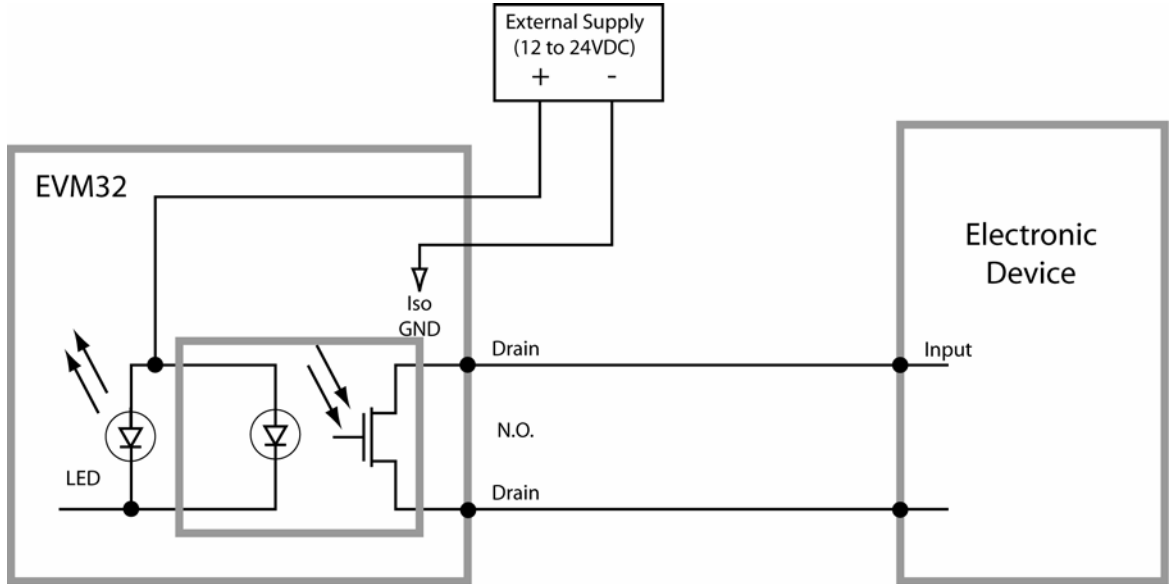 External Supply
(12 to 24VDC)
+ -
EVM32
Electronic
Device
Iso
GND
Drain
Input
N.O.
LED
Drain